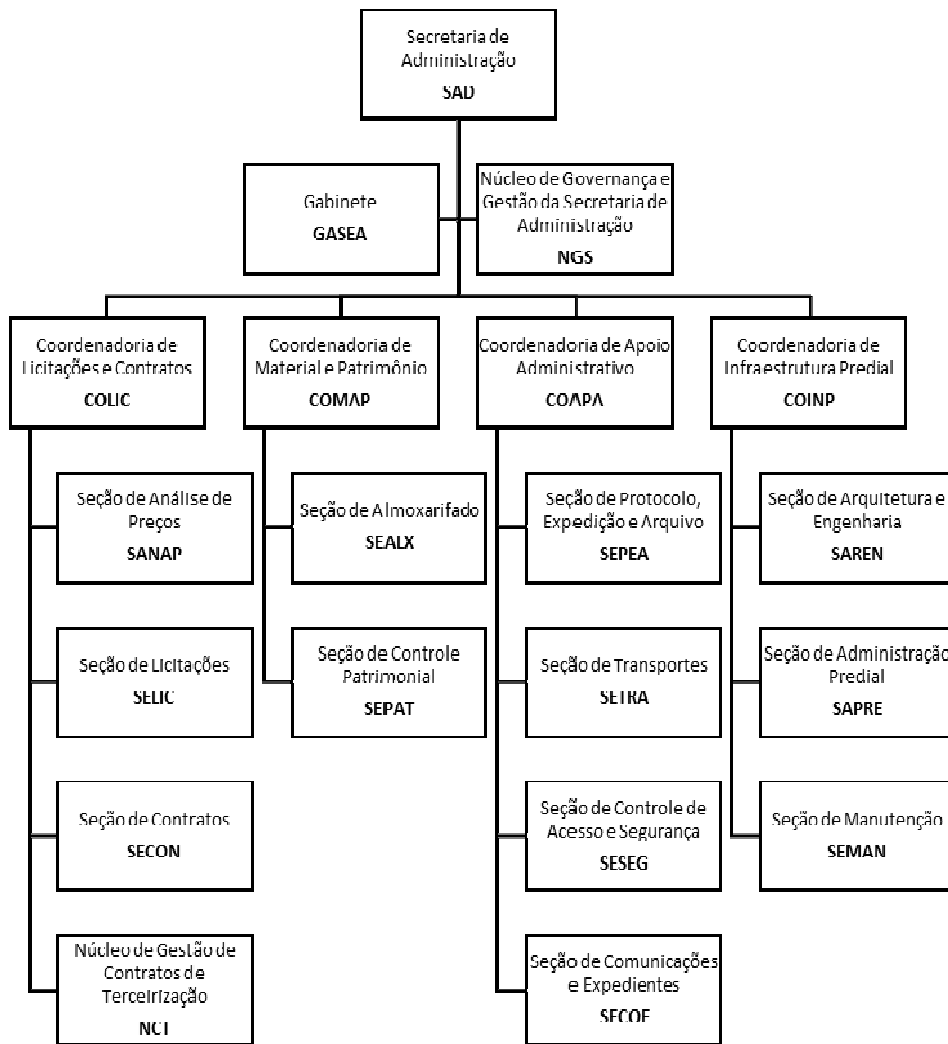 Secretaria de
Administração
SAD
Gabinete
GASEA
Núcleo de Governança e
Gestão da Secretaria de
Administração
NGS
Coordenadoria de
Licitações e Contratos
COLIC
Coordenadoria de
Material e Patrimônio
COMAP
Coordenadoria de Apoio
Administrativo
COAPA
Coordenadoria de
Infraestrutura Predial
COINP
Seção de Análise de
Preços
SANAP
Seção de Almoxarifado
SEALX
Seção de Protocolo,
Expedição e Arquivo
SEPEA
Seção de Arquitetura e
Engenharia
SAREN
Seção de Licitações
SELIC
Seção de Controle
Patrimonial
SEPAT
Seção de Transportes
SETRA
Seção de Administração
Predial
SAPRE
Seção de Contratos
SECON
Seção de Controle de
Acesso e Segurança
SESEG
Seção de Manutenção
SEMAN
Núcleo de Gestão de
Contratos de
Terceirização
NCT
Seção de Comunicações
e Expedientes
SECOE